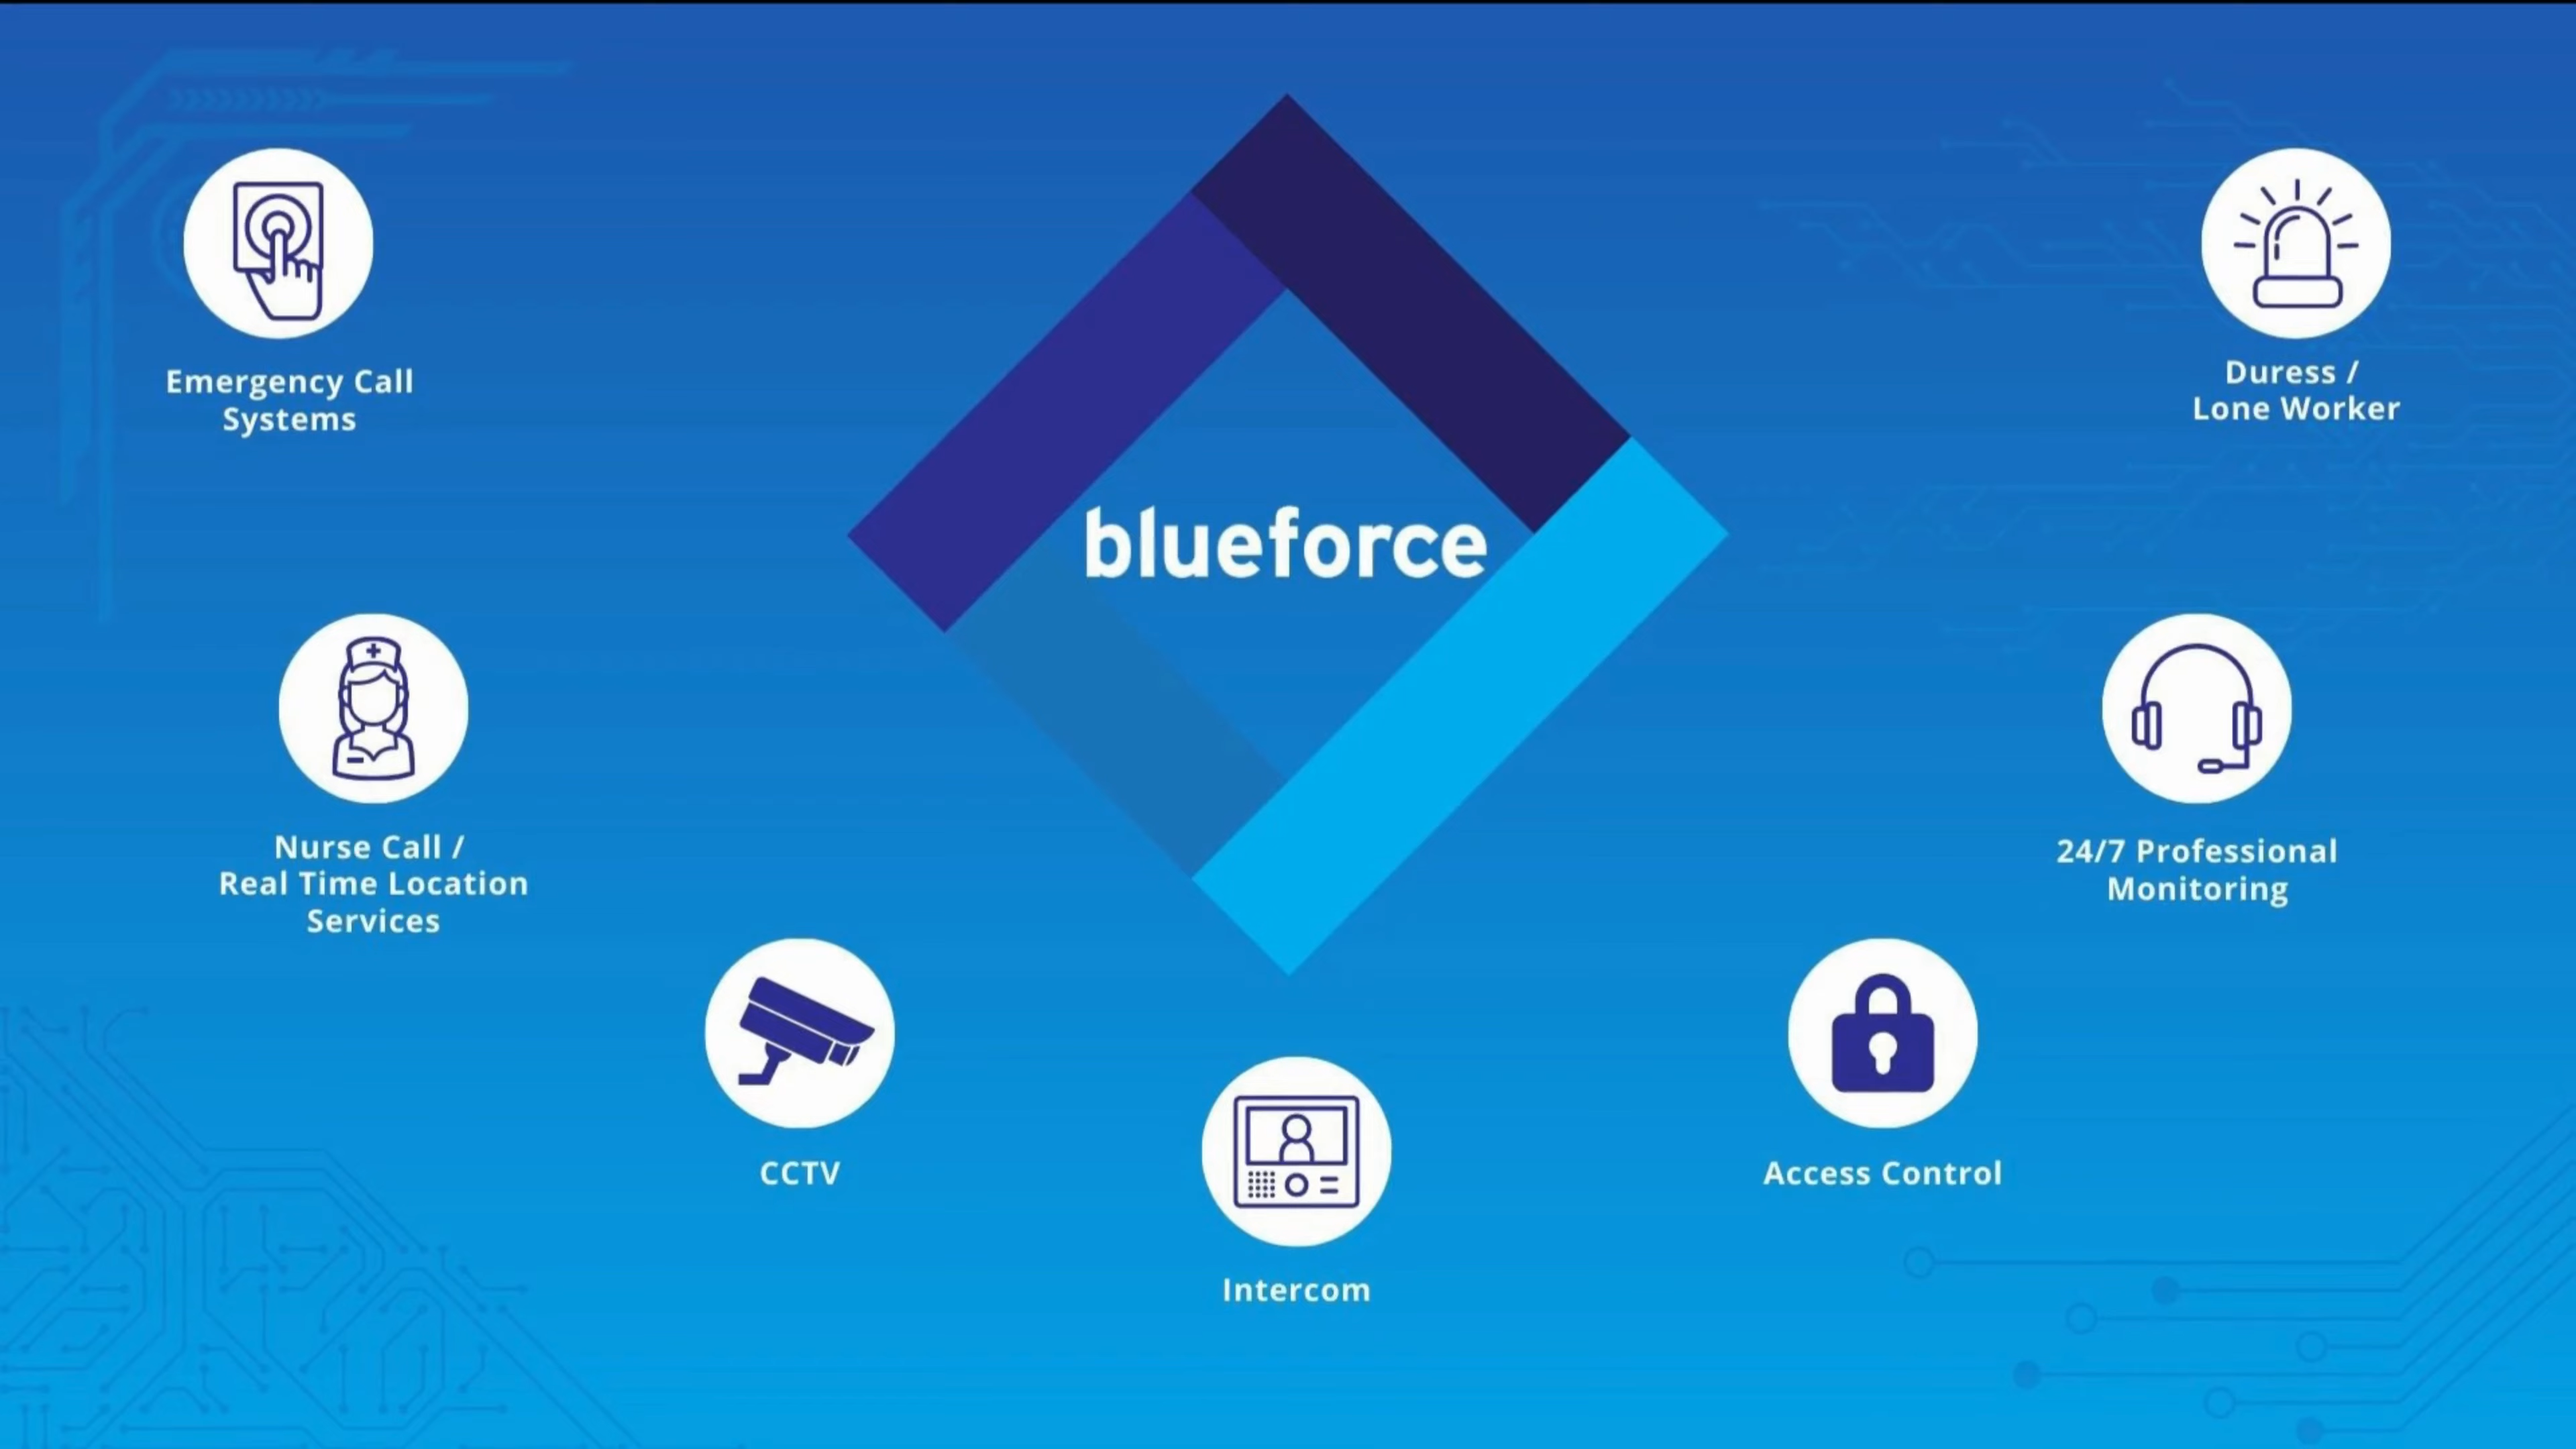 Emergency Call
Systems
Duress /
Lone Worker
blueforce
Nurse Call /
Real Time Location
Services
24/7 Professional
Monitoring
CCTV
Access Control
Intercom